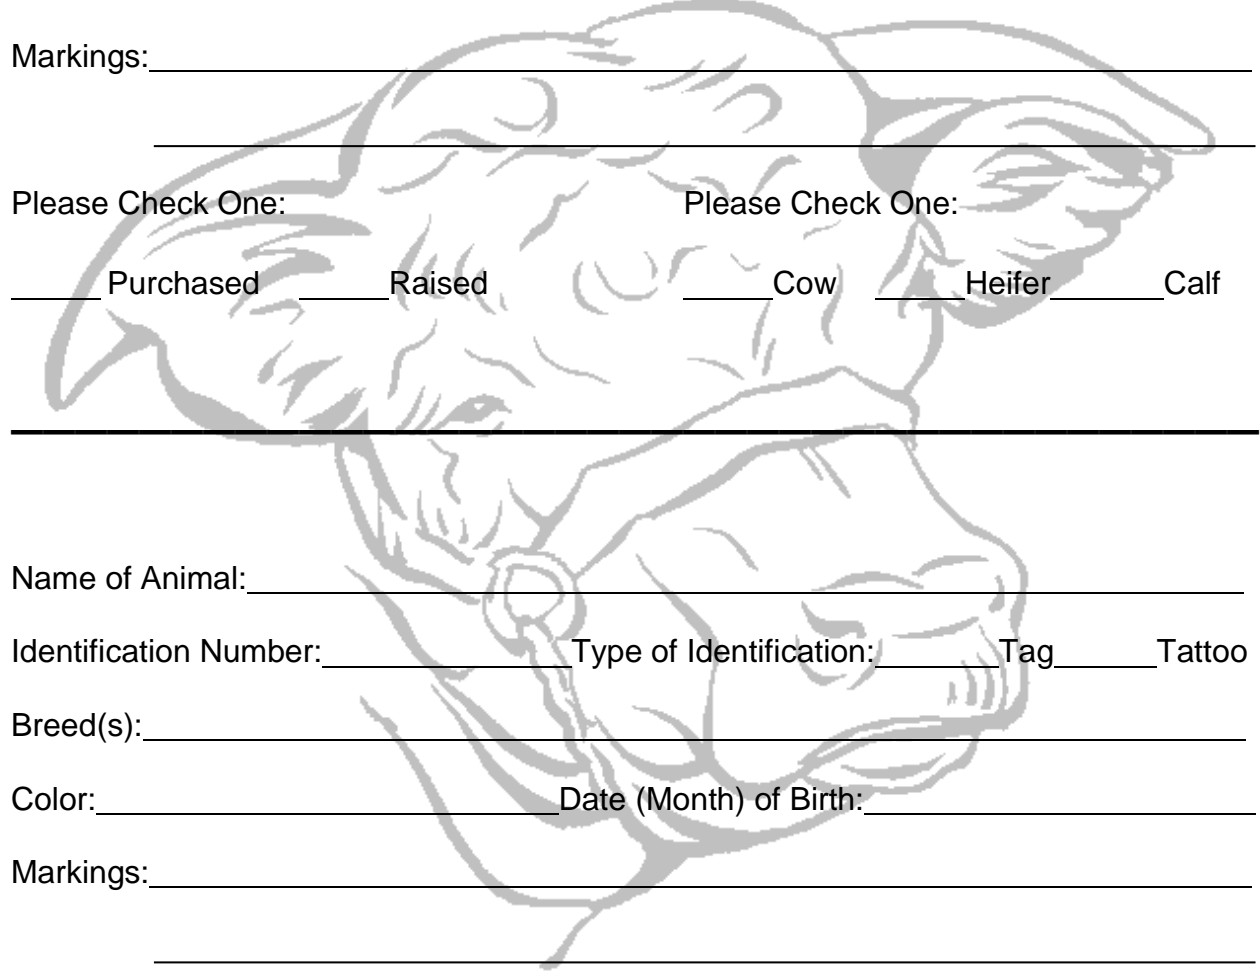 Markings:
Please Check One: Please Check One:
Purchased Raised Cow Heifer Calf
Name of Animal:
Identification Number: Type of Identification: Tag Tattoo
Breed(s):
Color: Date (Month) of Birth:
Markings: